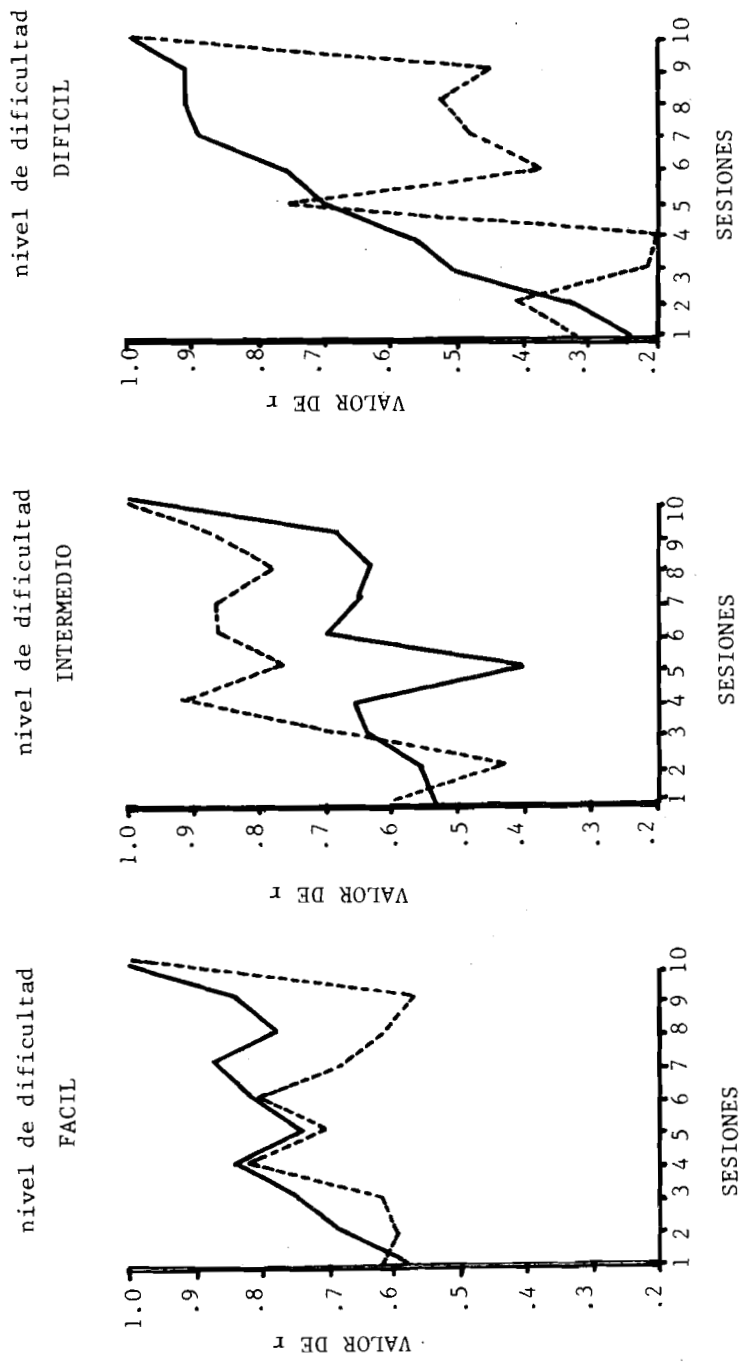 nivel de dificultad
FACIL
VALOR DE r
1.0
.9
.8
.7
.6
.5
.4
.3
.2
1 2 3 4 5 6 7 8 9 10
SESIONES
nivel de dificultad
INTERMEDIO
VALOR DE r
1.0
.9
.8
.7
.6
.5
.4
.3
.2
1 2 3 4 5 6 7 8 9 10
SESIONES
nivel de dificultad
DIFICIL
VALOR DE r
1.0
.9
.8
.7
.6
.5
.4
.3
.2
1 2 3 4 5 6 7 8 9 10
SESIONES